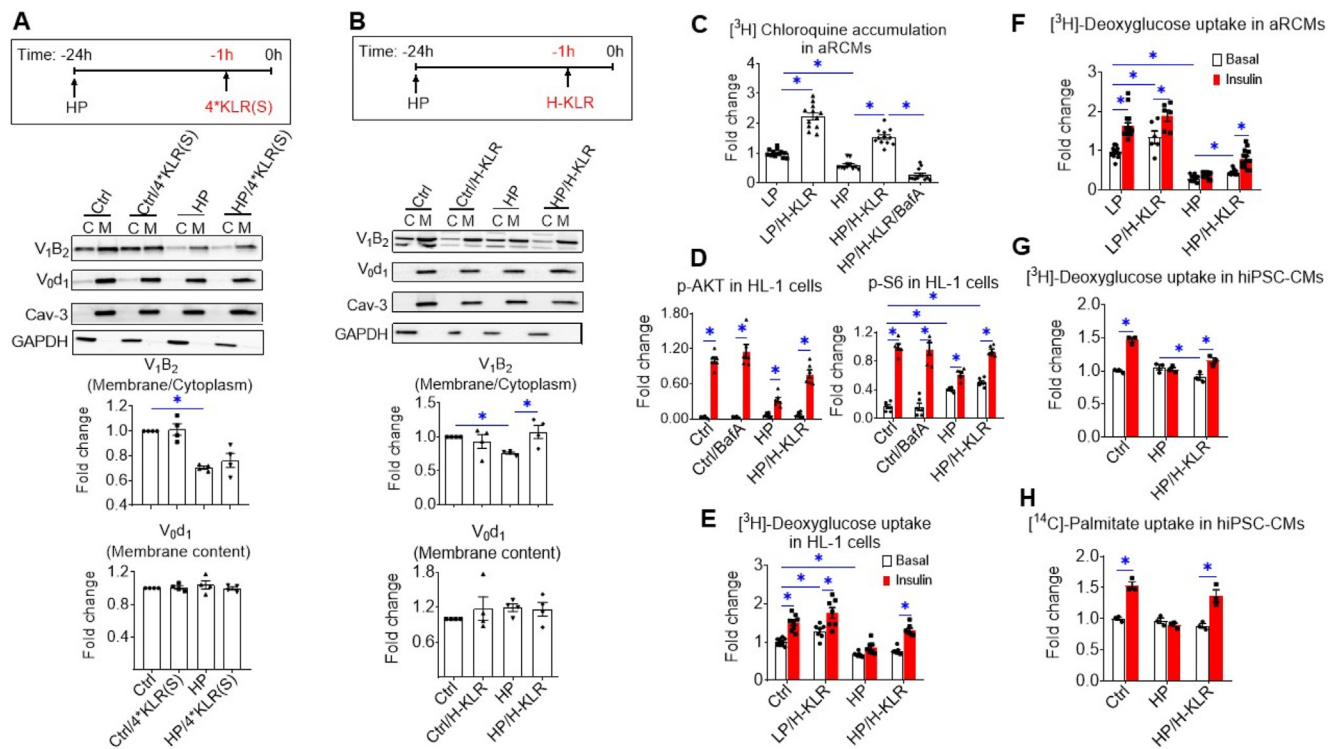 A
Time: -24h
-1h
0h
HP
4*KLR(S)
Ctrl
Ctrl/4*KLR(S)
HP
HP/4*KLR(S)
C M C M C M C M
V1B2
V0d1
Cav-3
GAPDH
V1B2
(Membrane/Cytoplasm)
*
Fold change
1.2
1.0
0.8
0.6
0.4
V0d1
(Membrane content)
Fold change
1.2
1.0
0.8
0.6
Ctrl
Ctrl/4*KLR(S)
HP
HP/4*KLR(S)
B
Time: -24h
-1h
0h
HP
H-KLR
Ctrl
Ctrl/H-KLR
HP
HP/H-KLR
C M C M C M C M
V1B2
V0d1
Cav-3
GAPDH
V1B2
(Membrane/Cytoplasm)
* *
Fold change
1.5
1.0
0.5
0.0
V0d1
(Membrane content)
Fold change
1.8
1.2
0.6
Ctrl
Ctrl/H-KLR
HP
HP/H-KLR
C
[3H] Chloroquine accumulation
in aRCMs
* * * *
Fold change
4
3
2
1
0
LP
LP/H-KLR
HP
HP/H-KLR
HP/H-KLR/BafA
D
p-AKT in HL-1 cells
* * * *
Fold change
1.80
1.20
0.60
0.00
Ctrl
Ctrl/BafA
HP
HP/H-KLR
p-S6 in HL-1 cells
* * * * * *
Fold change
1.5
1.2
0.9
0.6
0.3
0.0
Ctrl
Ctrl/BafA
HP
HP/H-KLR
E
[3H]-Deoxyglucose uptake
in HL-1 cells
Basal
Insulin
* * * * *
Fold change
3
2
1
0
Ctrl
LP/H-KLR
HP
HP/H-KLR
F
[3H]-Deoxyglucose uptake in aRCMs
Basal
Insulin
* * * * *
Fold change
3
2
1
0
LP
LP/H-KLR
HP
HP/H-KLR
G
[3H]-Deoxyglucose uptake in hiPSC-CMs
* * *
Fold change
2.0
1.5
1.0
0.5
0.0
Ctrl
HP
HP/H-KLR
H
[14C]-Palmitate uptake in hiPSC-CMs
* *
Fold change
2.0
1.5
1.0
0.5
0.0
Ctrl
HP
HP/H-KLR